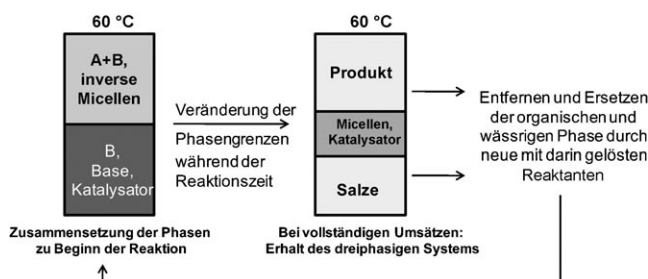 60 °C
A+B,
inverse
Micellen
B,
Base,
Katalysator
Zusammensetzung der Phasen
zu Beginn der Reaktion
Veränderung der
Phasengrenzen
während der
Reaktionszeit
60 °C
Produkt
Micellen,
Katalysator
Salze
Bei vollständigen Umsätzen:
Erhalt des dreiphasigen Systems
Entfernen und Ersetzen
der organischen und
wässrigen Phase durch
neue mit darin gelösten
Reaktanten